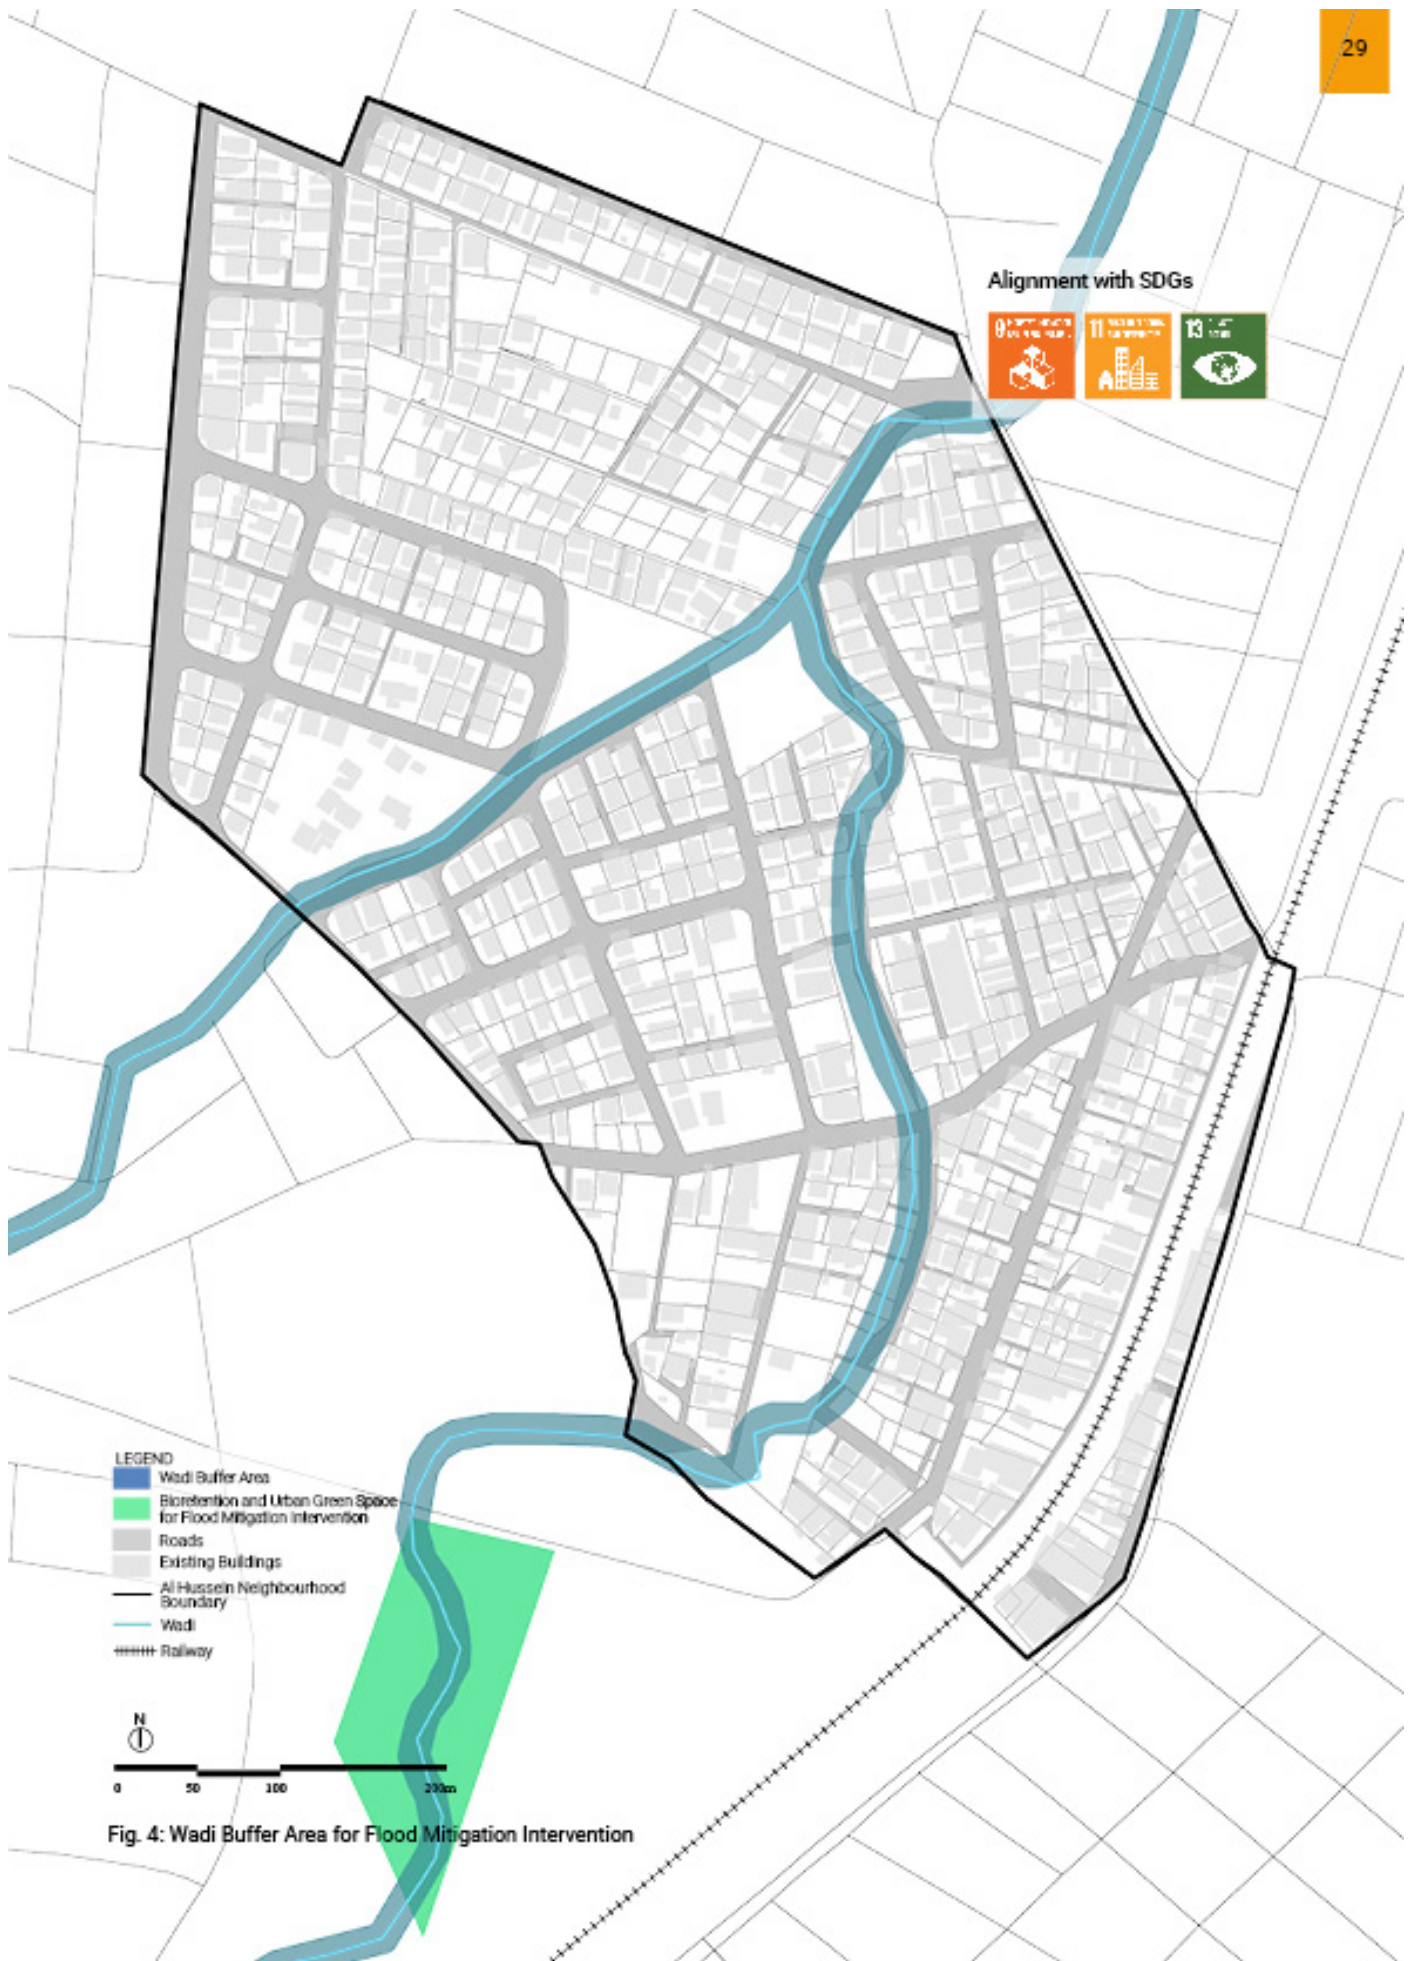 29
Alignment with SDGs
9
11
13
LEGEND
Wadi Buffer Area
Bioretention and Urban Green Space
for Flood Mitigation Intervention
Roads
Existing Buildings
Al Hussein Neighbourhood
Boundary
Wadi
Railway
N
0 50 100 200m
Fig. 4: Wadi Buffer Area for Flood Mitigation Intervention